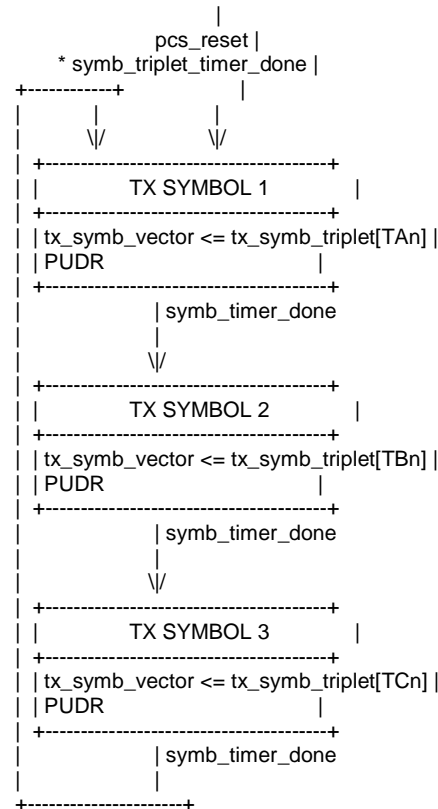 pcs_reset
* symb_triplet_timer_done
TX SYMBOL 1
tx_symb_vector <= tx_symb_triplet[TAn]
PUDR
symb_timer_done
TX SYMBOL 2
tx_symb_vector <= tx_symb_triplet[TBn]
PUDR
symb_timer_done
TX SYMBOL 3
tx_symb_vector <= tx_symb_triplet[TCn]
PUDR
symb_timer_done